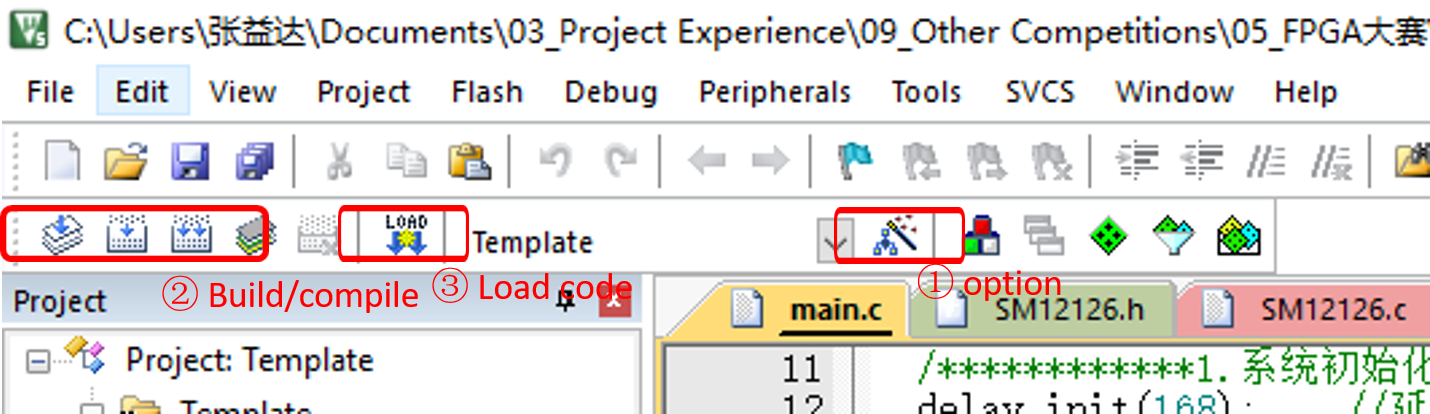 C:\Users\张益达\Documents\03_Project Experience\09_Other Competitions\05_FPGA大赛
File Edit View Project Flash Debug Peripherals Tools SVCS Window Help
LOAD Template
② Build/compile ③ Load code ① option
Project
main.c SM12126.h SM12126.c
Project: Template
11 /************1.系统初始化
Template
12 delay_init(168); //延